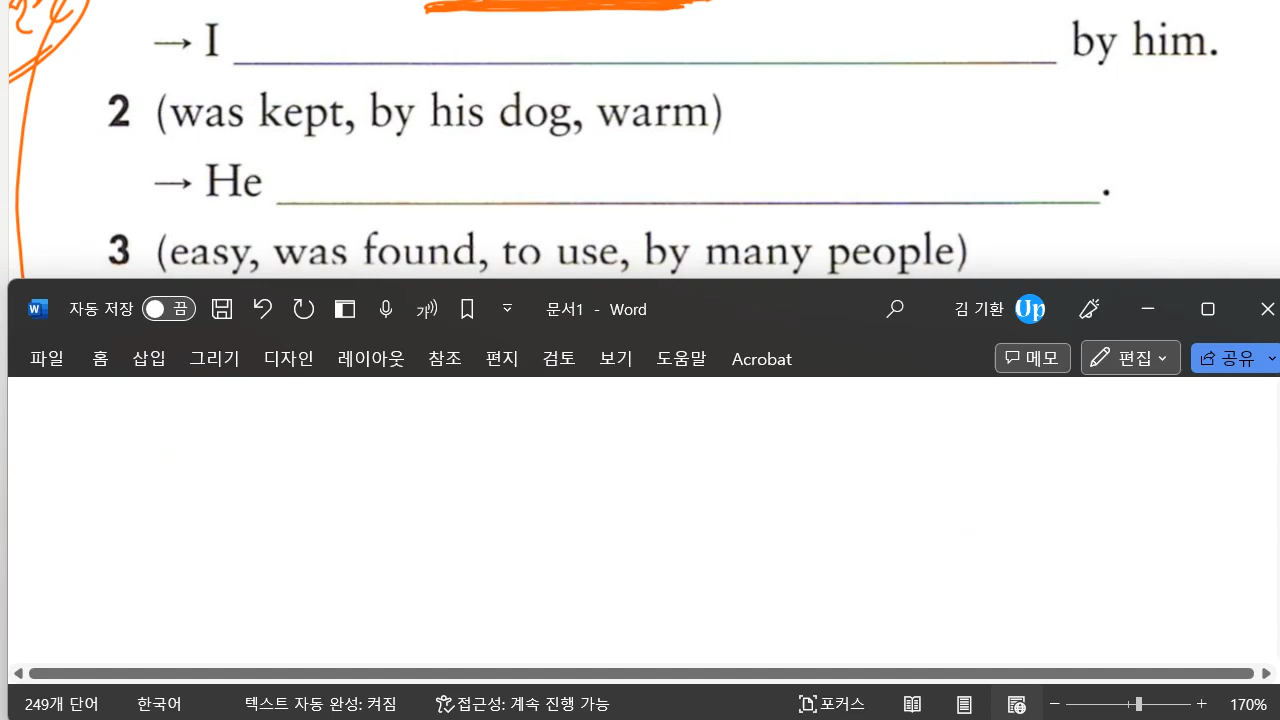 → I ____________________ by him.
2 (was kept, by his dog, warm)
→ He ____________________.
3 (easy, was found, to use, by many people)
자동 저장 끔 가 문서1 - Word 김 기환 Up
파일 홈 삽입 그리기 디자인 레이아웃 참조 편지 검토 보기 도움말 Acrobat 메모 편집 공유
249개 단어 한국어 텍스트 자동 완성: 켜짐 접근성: 계속 진행 가능 포커스 170%